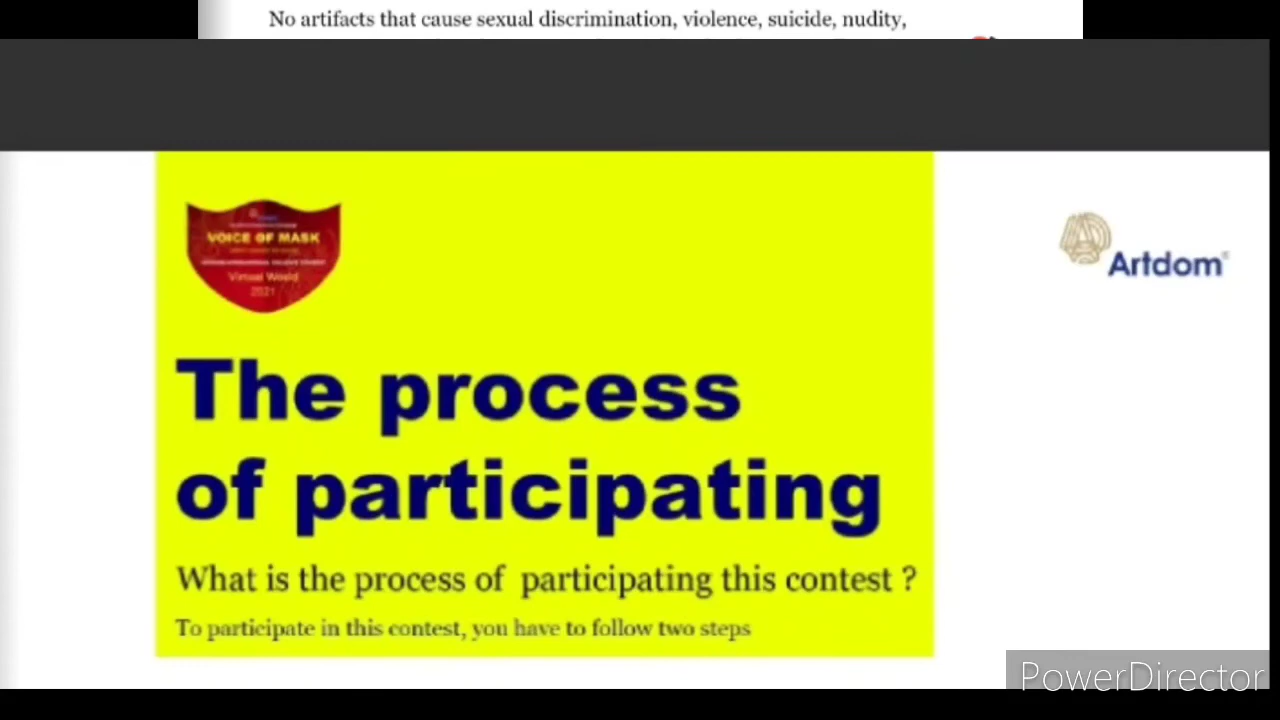 No artifacts that cause sexual discrimination, violence, suicide, nudity,
VOICE OF MASK
Virtual World
2021
Artdom
The process
of participating
What is the process of participating this contest ?
To participate in this contest, you have to follow two steps
PowerDirector